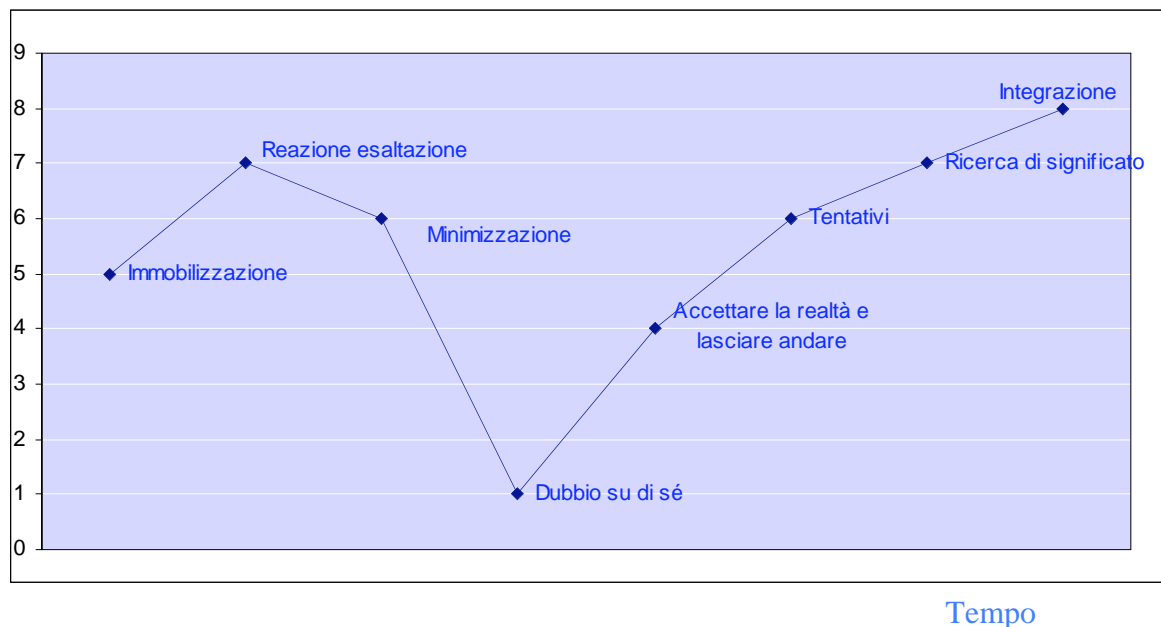 9
8
7
6
5
4
3
2
1
0
Immobilizzazione
Reazione esaltazione
Minimizzazione
Dubbio su di sé
Accettare la realtà e
lasciare andare
Tentativi
Ricerca di significato
Integrazione
Tempo